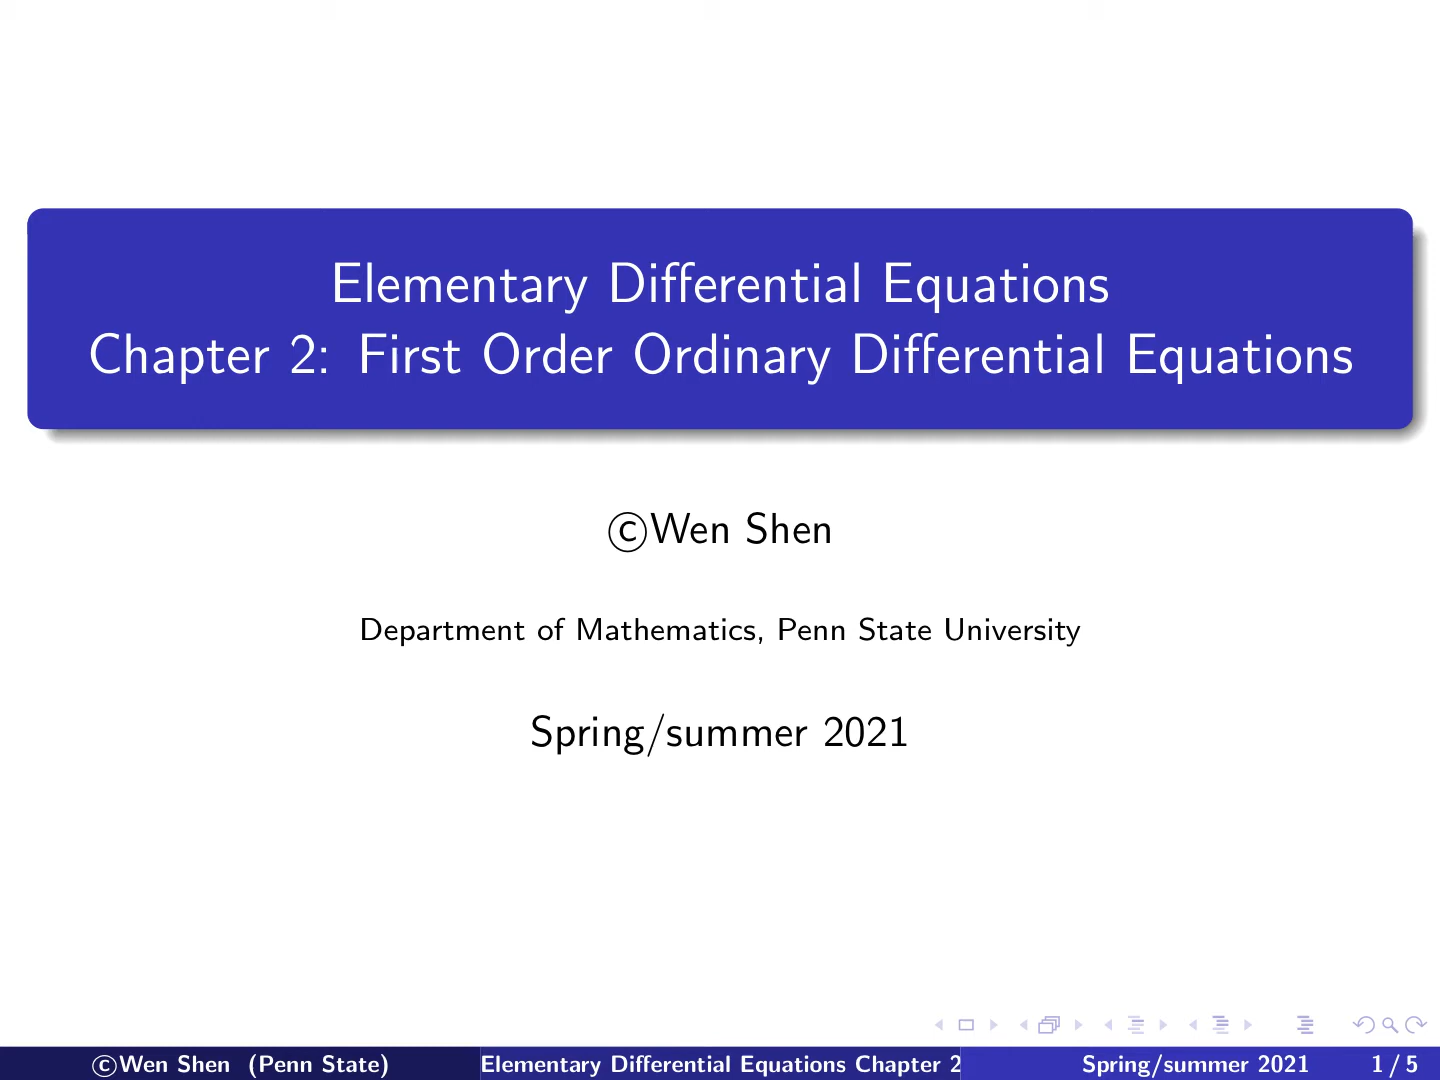 Elementary Differential Equations
Chapter 2: First Order Ordinary Differential Equations
©Wen Shen
Department of Mathematics, Penn State University
Spring/summer 2021
©Wen Shen (Penn State) Elementary Differential Equations Chapter 2 Spring/summer 2021 1 / 5